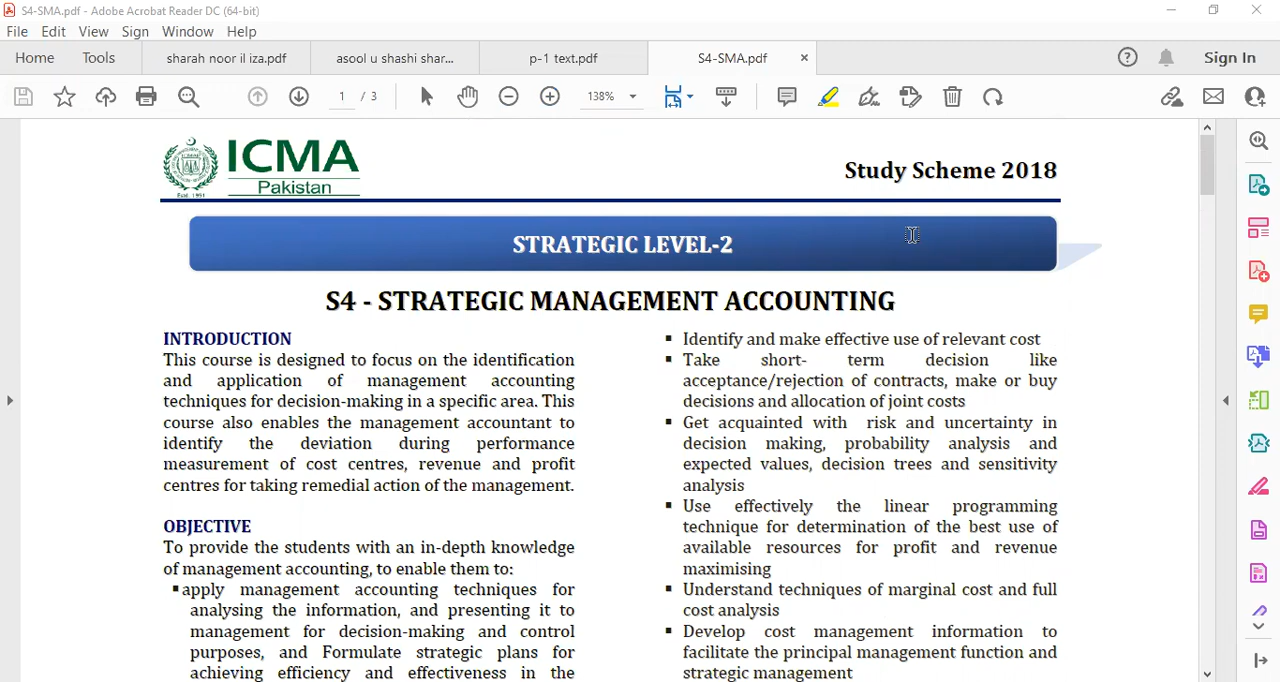 S4-SMA.pdf - Adobe Acrobat Reader DC (64-bit)
File Edit View Sign Window Help
Home Tools sharah noor il iza.pdf asool u shashi shar... p-1 text.pdf S4-SMA.pdf × Sign In
1 / 3 138%
ICMA
Pakistan
Estd. 1951
Study Scheme 2018
STRATEGIC LEVEL-2
S4 - STRATEGIC MANAGEMENT ACCOUNTING
INTRODUCTION
This course is designed to focus on the identification
and application of management accounting
techniques for decision-making in a specific area. This
course also enables the management accountant to
identify the deviation during performance
measurement of cost centres, revenue and profit
centres for taking remedial action of the management.
OBJECTIVE
To provide the students with an in-depth knowledge
of management accounting, to enable them to:
▪ apply management accounting techniques for
analysing the information, and presenting it to
management for decision-making and control
purposes, and Formulate strategic plans for
achieving efficiency and effectiveness in the
▪ Identify and make effective use of relevant cost
▪ Take short- term decision like
acceptance/rejection of contracts, make or buy
decisions and allocation of joint costs
▪ Get acquainted with risk and uncertainty in
decision making, probability analysis and
expected values, decision trees and sensitivity
analysis
▪ Use effectively the linear programming
technique for determination of the best use of
available resources for profit and revenue
maximising
▪ Understand techniques of marginal cost and full
cost analysis
▪ Develop cost management information to
facilitate the principal management function and
strategic management